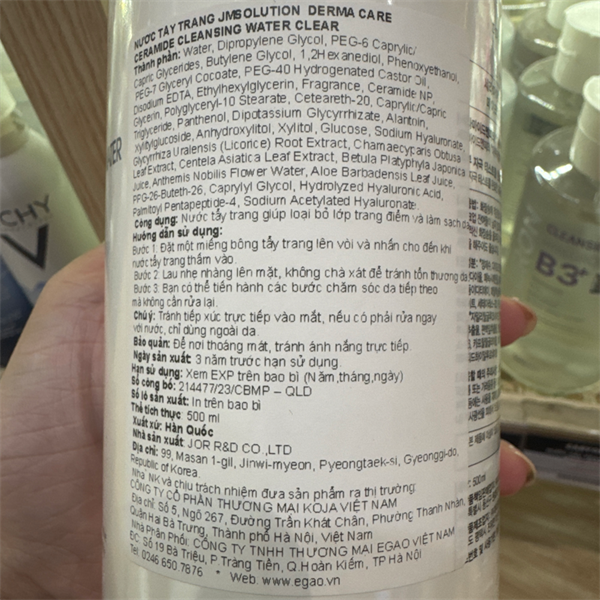 NƯỚC TẨY TRANG JMSOLUTION DERMA CARE
CERAMIDE CLEANSING WATER CLEAR
Thành phần: Water, Dipropylene Glycol, PEG-6 Caprylic/
Capric Glycerides, Butylene Glycol, 1,2Hexanediol, Phenoxyethanol,
PEG-7 Glyceryl Cocoate, PEG-40 Hydrogenated Castor Oil,
Disodium EDTA, Ethylhexylglycerin, Fragrance, Ceramide NP
Glycerin, Polyglyceryl-10 Stearate, Ceteareth-20, Caprylic/Capric
Triglyceride, Panthenol, Dipotassium Glycyrrhizate, Alantoin,
Xylitylglucoside, Anhydroxylitol, Xylitol, Glucose, Sodium Hyaluronate,
Glycyrrhiza Uralensis (Licorice) Root Extract, Chamaecyparis Obtusa
Leaf Extract, Centela Asiatica Leaf Extract, Betula Platyphylla Japonica
Juice, Anthemis Nobilis Flower Water, Aloe Barbadensis Leaf Juice,
PPG-26-Buteth-26, Caprylyl Glycol, Hydrolyzed Hyaluronic Acid,
Palmitoyl Pentapeptide-4, Sodium Acetylated Hyaluronate
Công dụng: Nước tẩy trang giúp loại bỏ lớp trang điểm và làm sạch da
Hướng dẫn sử dụng:
Bước 1: Đặt một miếng bông tẩy trang lên vòi và nhấn cho đến khi
nước tẩy trang thấm vào.
Bước 2: Lau nhẹ nhàng lên mặt, không chà xát để tránh tổn thương da
Bước 3: Bạn có thể tiến hành các bước chăm sóc da tiếp theo
mà không cần rửa lại.
Chú ý: Tránh tiếp xúc trực tiếp vào mắt, nếu có phải rửa ngay
với nước, chỉ dùng ngoài da.
Bảo quản: Để nơi thoáng mát, tránh ánh nắng trực tiếp.
Ngày sản xuất: 3 năm trước hạn sử dụng.
Hạn sử dụng: Xem EXP trên bao bì (Năm,tháng,ngày)
Số công bố: 214477/23/CBMP – QLD
Số lô sản xuất: In trên bao bì
Thể tích thực: 500 ml
Xuất xứ: Hàn Quốc
Nhà sản xuất: JOR R&D CO.,LTD
Địa chỉ: 99, Masan 1-gil, Jinwi-myeon, Pyeongtaek-si, Gyeonggi-do,
Republic of Korea.
Nhà NK và chịu trách nhiệm đưa sản phẩm ra thị trường:
CÔNG TY CỔ PHẦN THƯƠNG MẠI KOJA VIỆT NAM
Địa chỉ: Số 5, Ngõ 267, Đường Trần Khát Chân, Phường Thanh Nhàn,
Quận Hai Bà Trưng, Thành phố Hà Nội, Việt Nam
Nhà Phân Phối: CÔNG TY TNHH THƯƠNG MẠI EGAO VIỆT NAM
ĐC: Số 19 Bà Triệu, P.Tràng Tiền, Q.Hoàn Kiếm, TP Hà Nội
Tel: 0246 650 7876 * Web: www.egao.vn
CHY
V
CLEANS
B3+